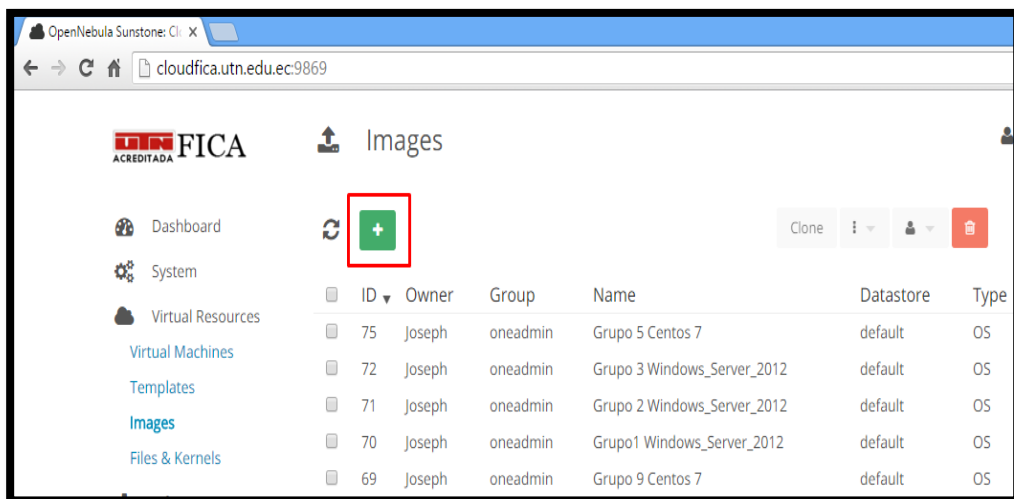 OpenNebula Sunstone: Cl
cloudfica.utn.edu.ec:9869
UTN FICA
ACREDITADA
Images
Dashboard
System
Virtual Resources
Virtual Machines
Templates
Images
Files & Kernels
Clone
ID Owner Group Name Datastore Type
75 Joseph oneadmin Grupo 5 Centos 7 default OS
72 Joseph oneadmin Grupo 3 Windows_Server_2012 default OS
71 Joseph oneadmin Grupo 2 Windows_Server_2012 default OS
70 Joseph oneadmin Grupo1 Windows_Server_2012 default OS
69 Joseph oneadmin Grupo 9 Centos 7 default OS